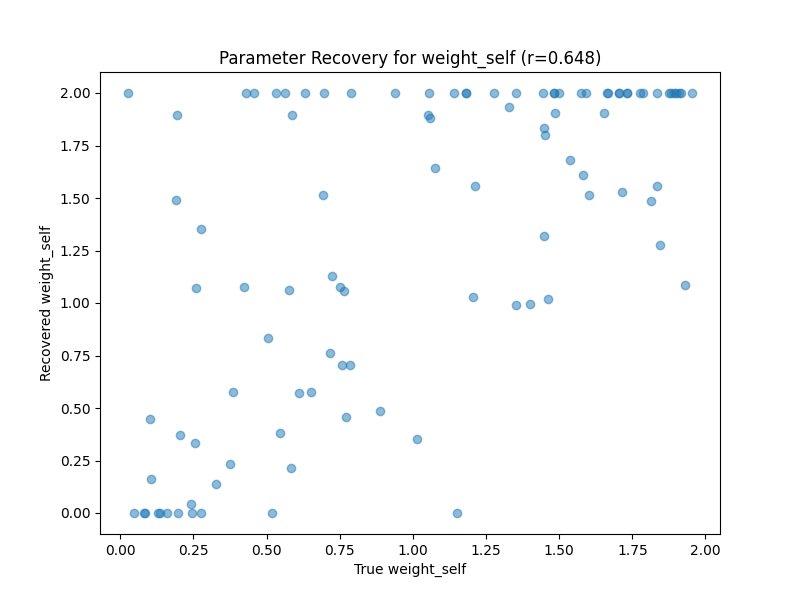 Parameter Recovery for weight_self (r=0.648)
Recovered weight_self
2.00
1.75
1.50
1.25
1.00
0.75
0.50
0.25
0.00
0.00 0.25 0.50 0.75 1.00 1.25 1.50 1.75 2.00
True weight_self